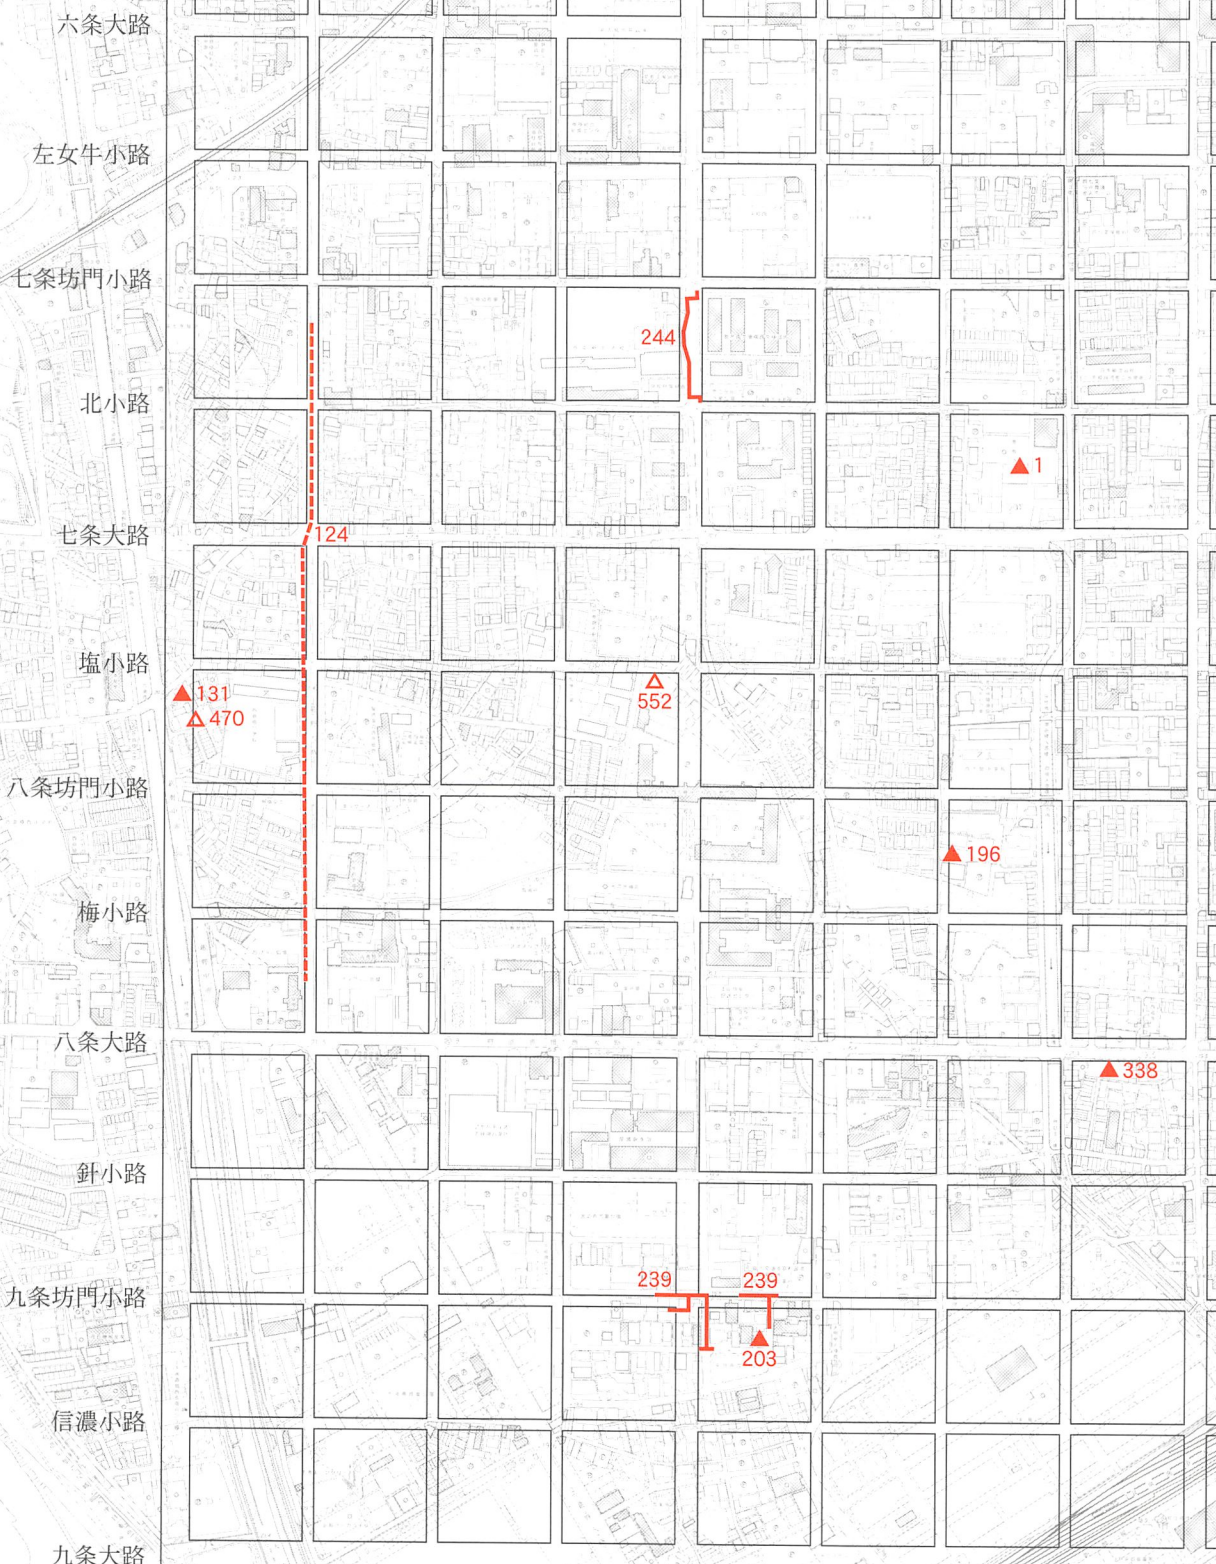 六条大路
左女牛小路
七条坊門小路
244
北小路
1
七条大路
124
塩小路
131
552
470
八条坊門小路
196
梅小路
八条大路
338
針小路
239
239
九条坊門小路
203
信濃小路
九条大路